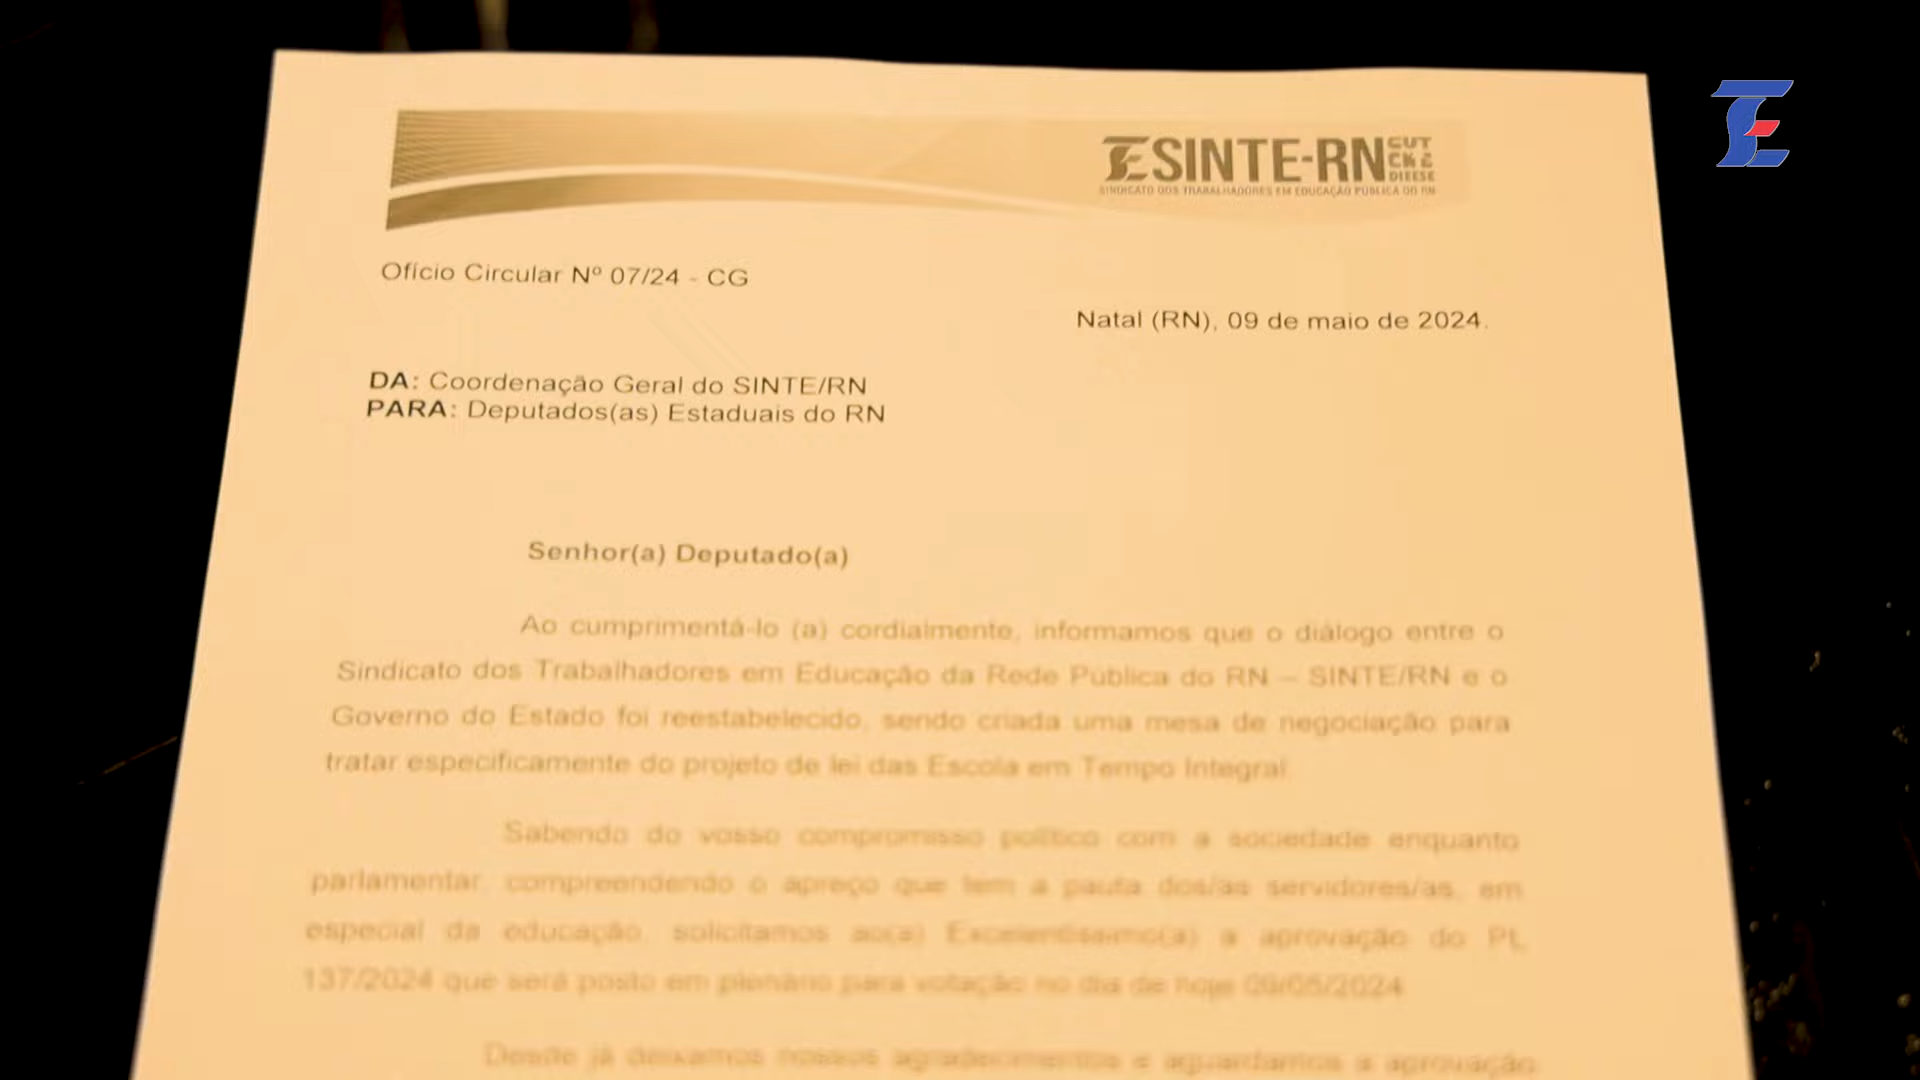 SINTE-RN
CUT
DIEESE
SINDICATO DOS TRABALHADORES EM EDUCAÇÃO PÚBLICA DO RN
Ofício Circular Nº 07/24 - CG
Natal (RN), 09 de maio de 2024.
DA: Coordenação Geral do SINTE/RN
PARA: Deputados(as) Estaduais do RN
Senhor(a) Deputado(a)
Ao cumprimentá-lo (a) cordialmente, informamos que o diálogo entre o
Sindicato dos Trabalhadores em Educação da Rede Pública do RN – SINTE/RN e o
Governo do Estado foi reestabelecido, sendo criada uma mesa de negociação para
tratar especificamente do projeto de lei das Escola em Tempo Integral.
Sabendo do vosso compromisso político com a sociedade enquanto
parlamentar, compreendendo o apreço que tem a pauta dos/as servidores/as, em
especial da educação, solicitamos ao(a) Excelentíssimo(a) a aprovação do PL
137/2024 que será posto em plenário para votação no dia de hoje 09/05/2024
Desde já deixamos nossos agradecimentos e aguardamos a aprovação